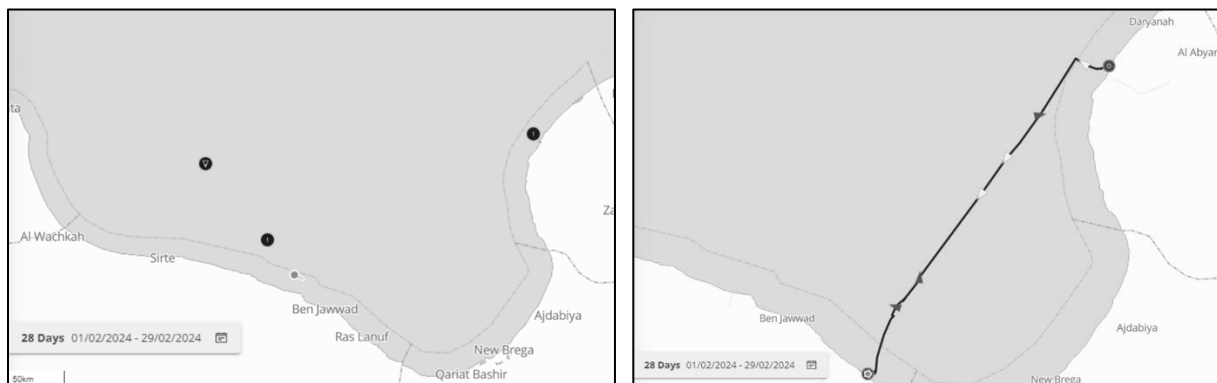 ta
Al Wachkah
Sirte
Ben Jawwad
Ras Lanuf
Ajdabiya
New Brega
Qariat Bashir
Za
28 Days 01/02/2024 - 29/02/2024
50km
Daryanah
Al Abyar
Ben Jawwad
Ajdabiya
New Brega
28 Days 01/02/2024 - 29/02/2024